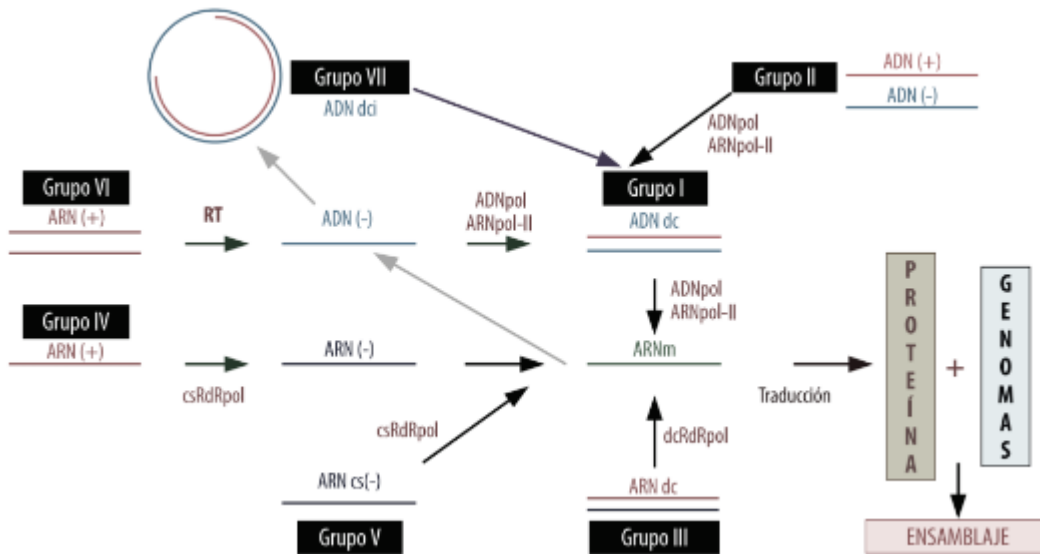 Grupo VII
ADN dci
Grupo II
ADN (+)
ADN (-)
ADNpol
ARNpol-II
Grupo VI
ARN (+)
RT
ADN (-)
ADNpol
ARNpol-II
Grupo I
ADN dc
ADNpol
ARNpol-II
Grupo IV
ARN (+)
csRdRpol
ARN (-)
ARNm
Traducción
PROTEÍNA
+
GENOMAS
csRdRpol
dcRdRpol
ARN cs(-)
Grupo V
ARN dc
Grupo III
ENSAMBLAJE